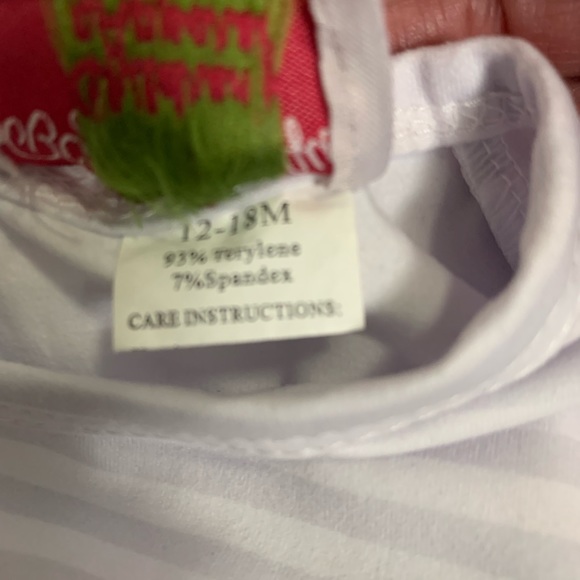 12-18M
93% terylene
7%Spandex
CARE INSTRUCTIONS: